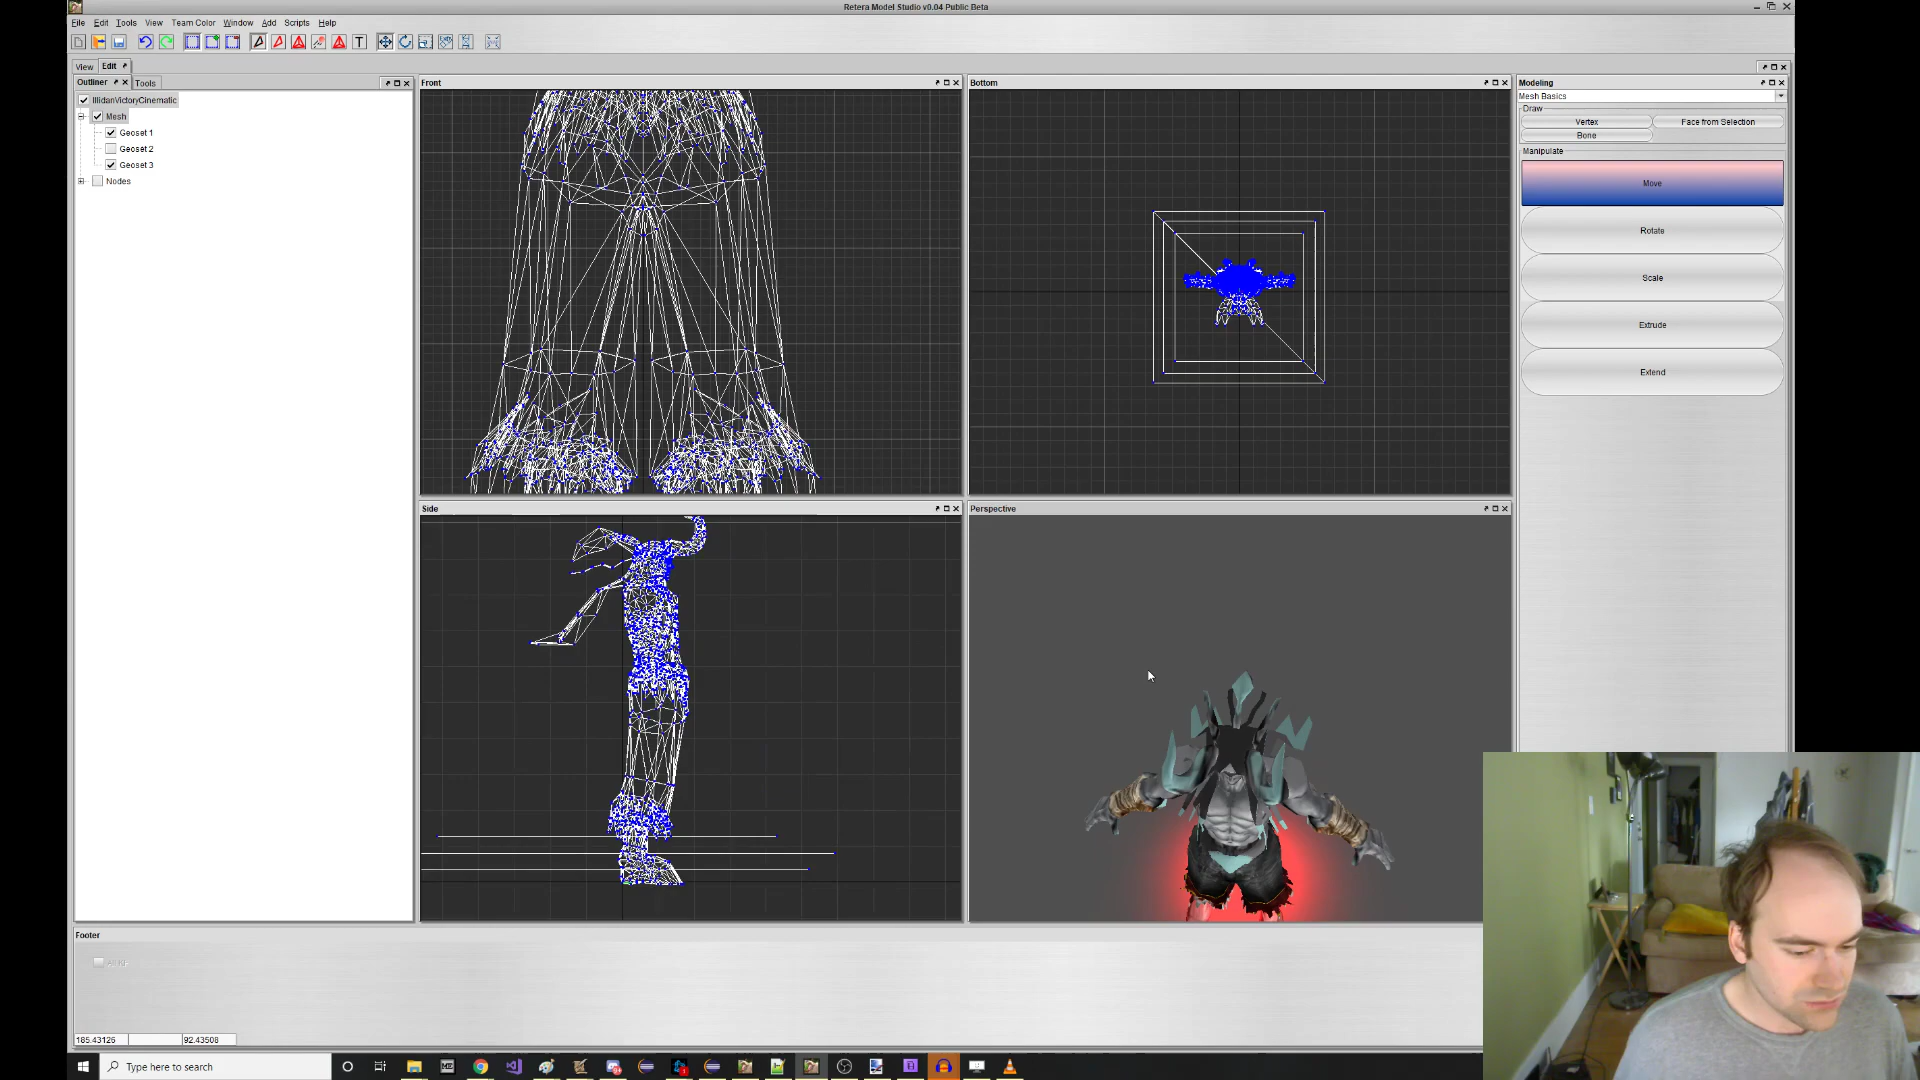 Retera Model Studio v0.04 Public Beta
File Edit Tools View Team Color Window Add Scripts Help
T
View Edit
Outliner Tools
IllidanVictoryCinematic
Mesh
Geoset 1
Geoset 2
Geoset 3
Nodes
Front
Bottom
Side
Perspective
Modeling
Mesh Basics
Draw
Vertex Face from Selection
Bone
Manipulate
Move
Rotate
Scale
Extrude
Extend
Footer
185.43126 92.43508
Type here to search